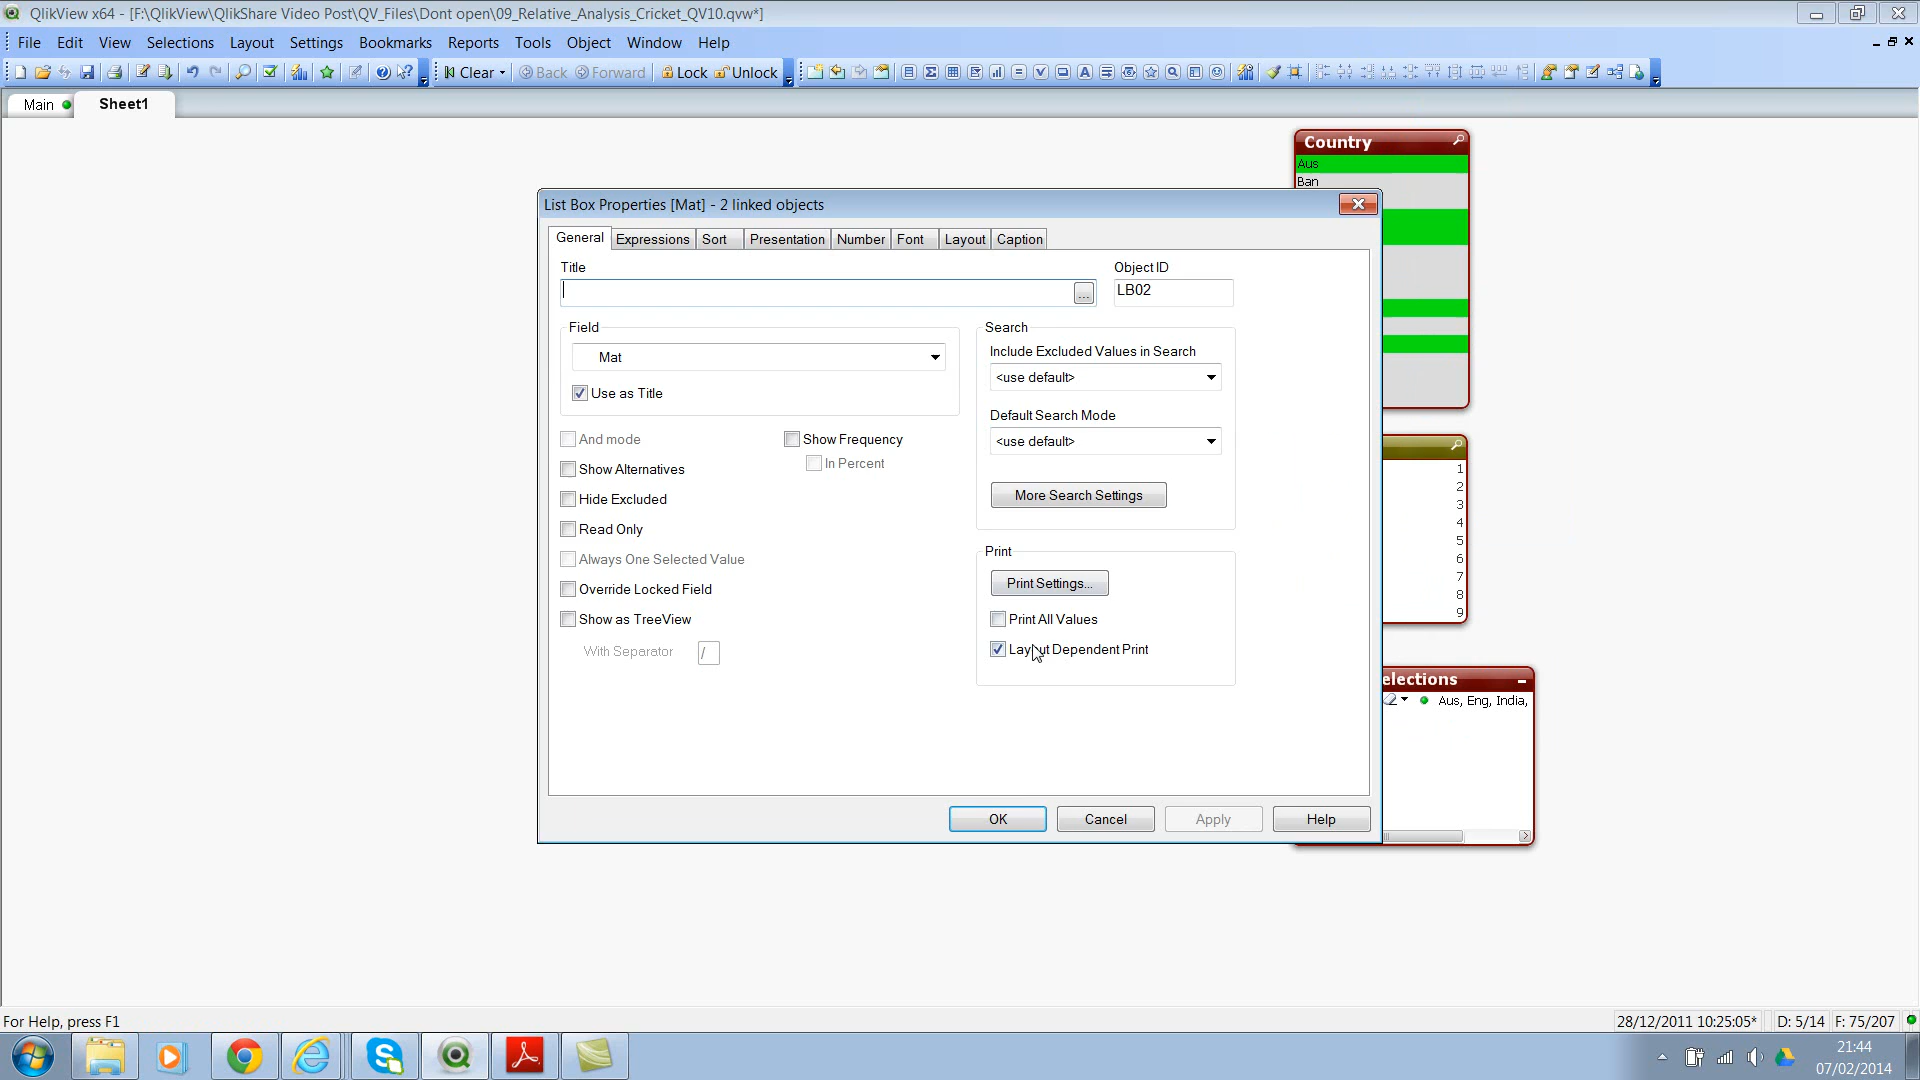 QlikView x64 - [F:\QlikView\QlikShare Video Post\QV_Files\Dont open\09_Relative_Analysis_Cricket_QV10.qvw*]
File Edit View Selections Layout Settings Bookmarks Reports Tools Object Window Help
Clear Back Forward Lock Unlock
Main Sheet1
Country
Aus
Ban
List Box Properties [Mat] - 2 linked objects
General Expressions Sort Presentation Number Font Layout Caption
Title Object ID
... LB02
Field Search
Include Excluded Values in Search
Mat <use default>
Use as Title
Default Search Mode
And mode Show Frequency <use default>
Show Alternatives In Percent
Hide Excluded More Search Settings
Read Only
Print
Always One Selected Value
Override Locked Field Print Settings...
Show as TreeView Print All Values
With Separator / Layout Dependent Print
1
2
3
4
5
6
7
8
9
elections
Aus, Eng, India,
OK Cancel Apply Help
For Help, press F1 28/12/2011 10:25:05* D: 5/14 F: 75/207
21:44
07/02/2014